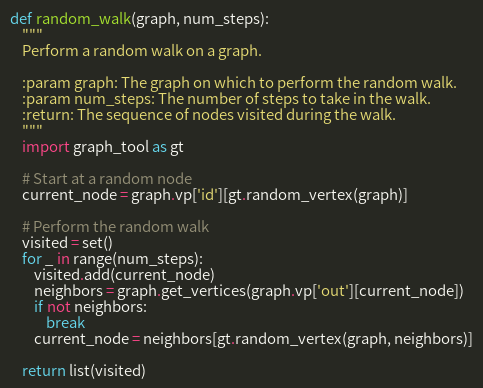 def random_walk(graph, num_steps):
    """
    Perform a random walk on a graph.

    :param graph: The graph on which to perform the random walk.
    :param num_steps: The number of steps to take in the walk.
    :return: The sequence of nodes visited during the walk.
    """
    import graph_tool as gt

    # Start at a random node
    current_node = graph.vp['id'][gt.random_vertex(graph)]

    # Perform the random walk
    visited = set()
    for _ in range(num_steps):
        visited.add(current_node)
        neighbors = graph.get_vertices(graph.vp['out'][current_node])
        if not neighbors:
            break
        current_node = neighbors[gt.random_vertex(graph, neighbors)]

    return list(visited)